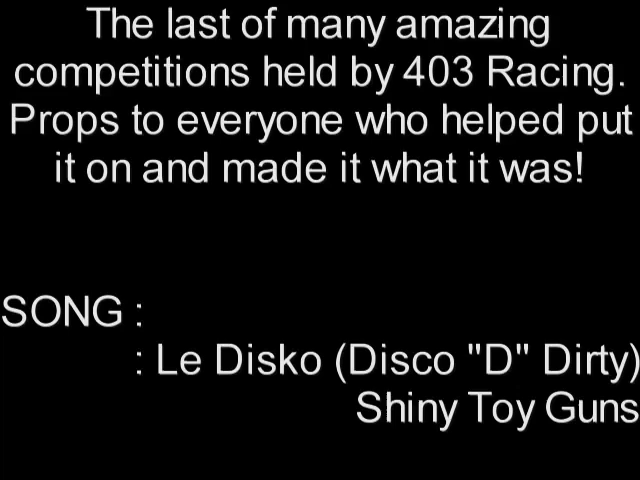 The last of many amazing
competitions held by 403 Racing.
Props to everyone who helped put
it on and made it what it was!
SONG :
: Le Disko (Disco "D" Dirty)
Shiny Toy Guns